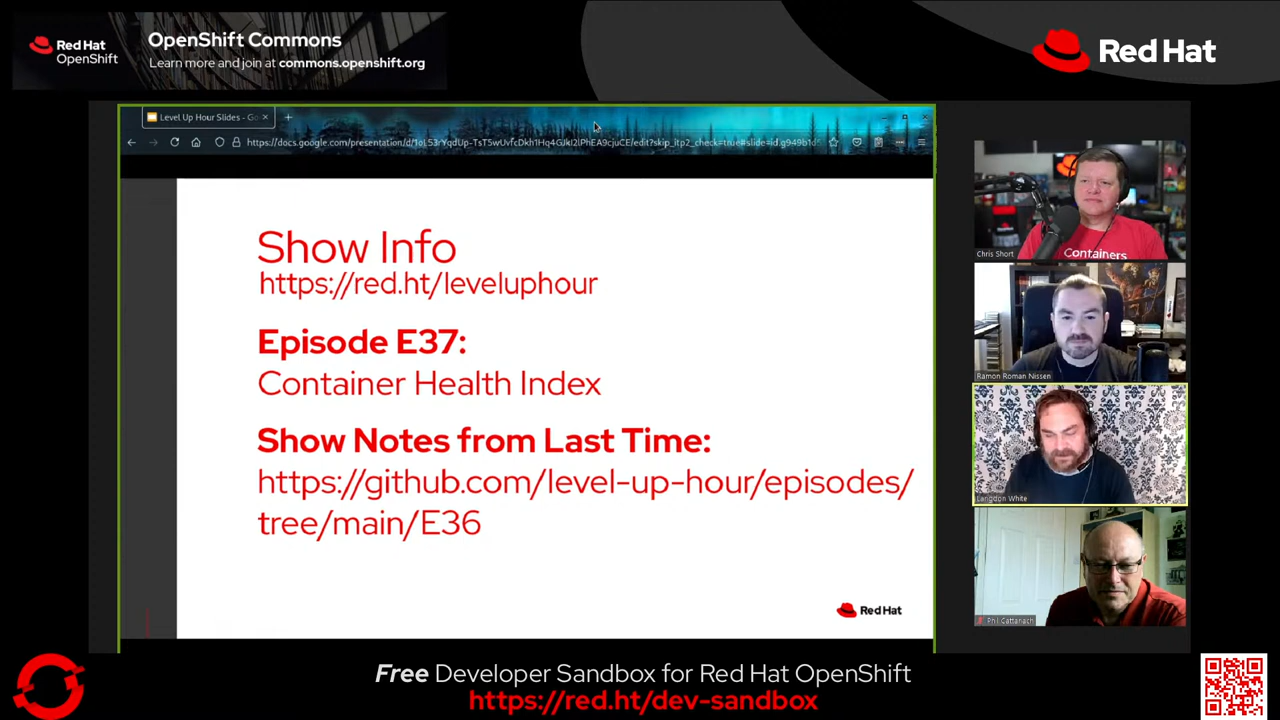 Red Hat
OpenShift
OpenShift Commons
Learn more and join at commons.openshift.org
Red Hat
Level Up Hour Slides - Go
Show Info
https://red.ht/leveluphour
Episode E37:
Container Health Index
Show Notes from Last Time:
https://github.com/level-up-hour/episodes/
tree/main/E36
Red Hat
Containers
Chris Short
Ramon Roman Nissen
Langdon White
Phil Cattanach
Free Developer Sandbox for Red Hat OpenShift
https://red.ht/dev-sandbox